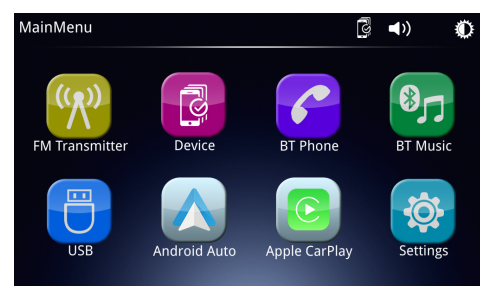 MainMenu
FM Transmitter
Device
BT Phone
BT Music
USB
Android Auto
Apple CarPlay
Settings